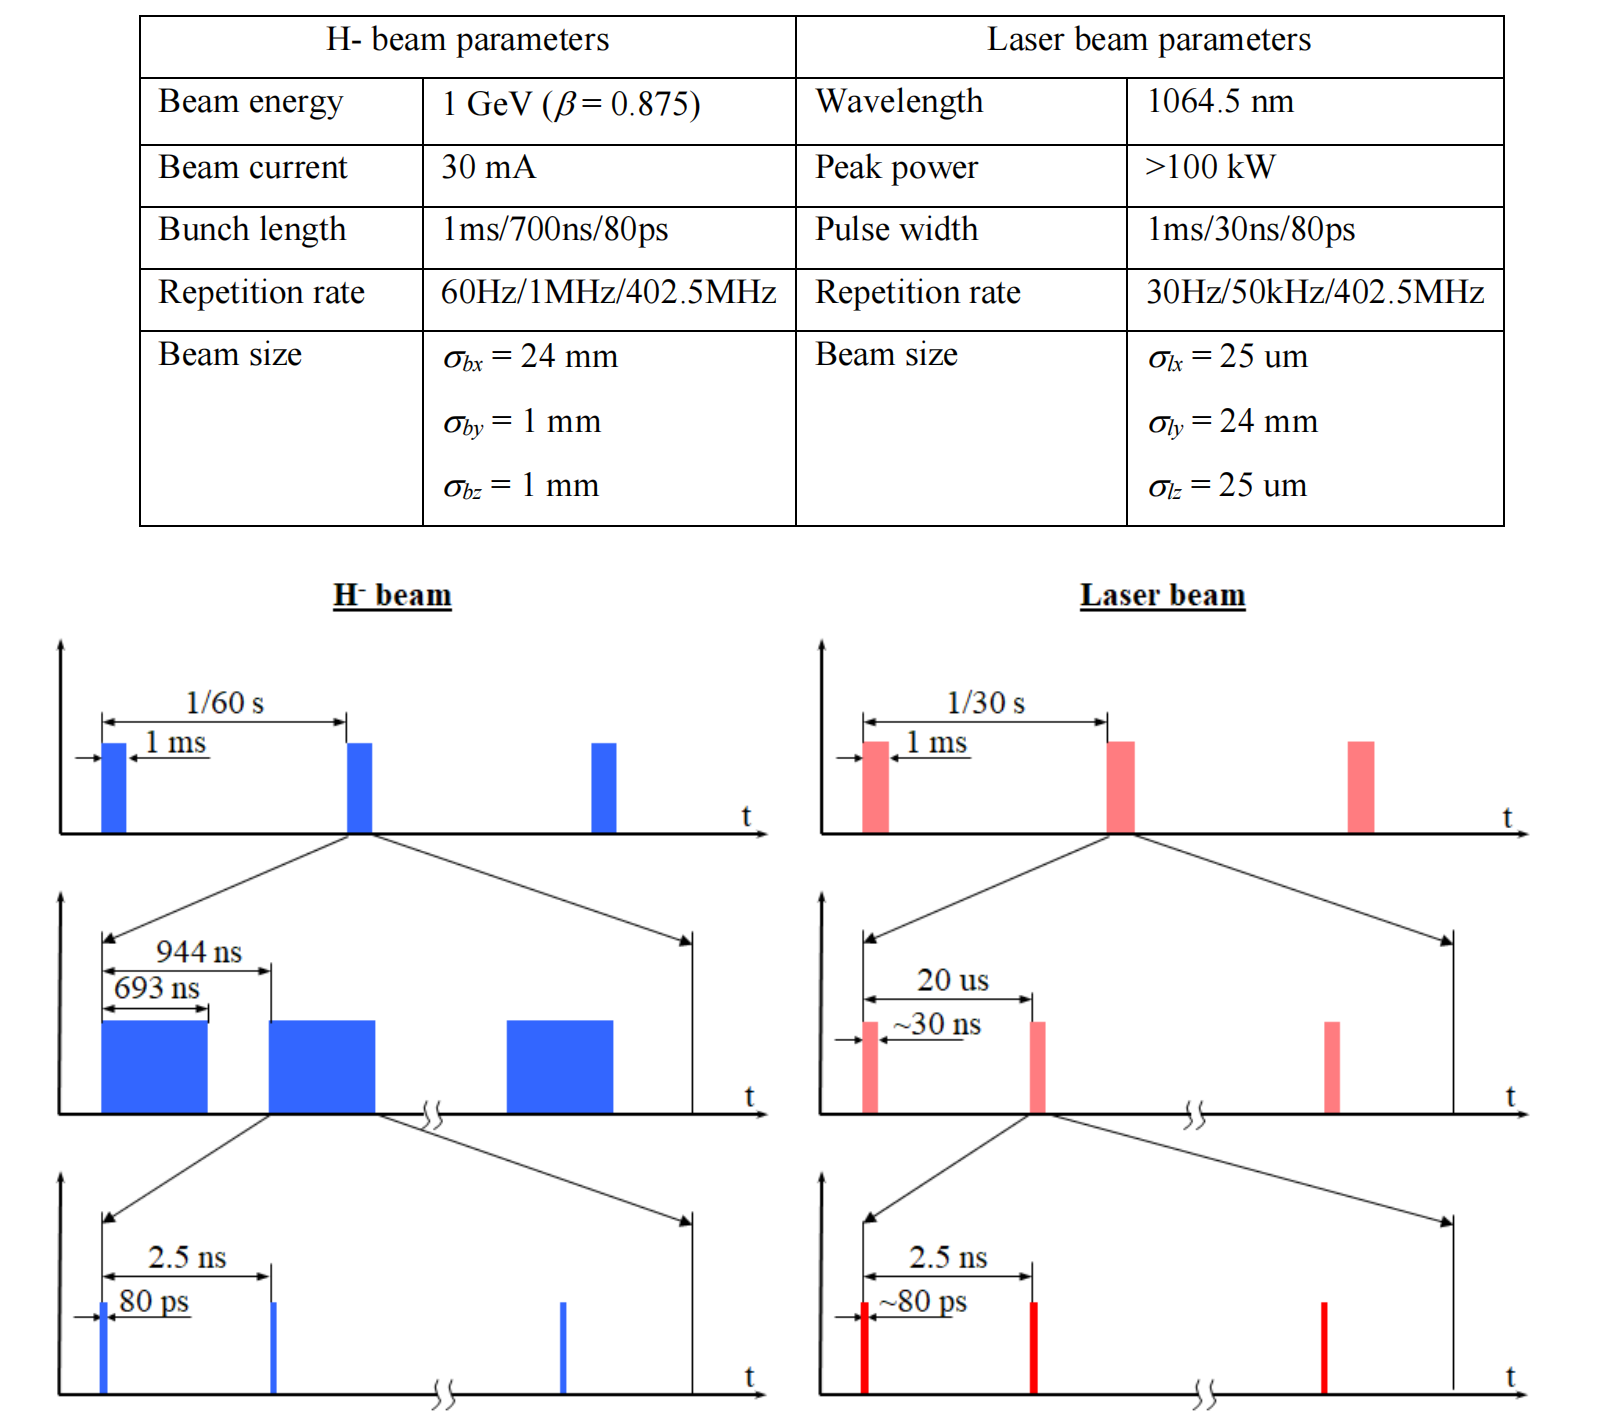 H- beam parameters Laser beam parameters
Beam energy 1 GeV (β = 0.875) Wavelength 1064.5 nm
Beam current 30 mA Peak power >100 kW
Bunch length 1ms/700ns/80ps Pulse width 1ms/30ns/80ps
Repetition rate 60Hz/1MHz/402.5MHz Repetition rate 30Hz/50kHz/402.5MHz
Beam size σbx = 24 mm Beam size σlx = 25 um
σby = 1 mm σly = 24 mm
σbz = 1 mm σlz = 25 um
H- beam Laser beam
1/60 s 1/30 s
1 ms 1 ms
t t
944 ns
693 ns
20 us
~30 ns
t t
2.5 ns 2.5 ns
80 ps ~80 ps
t t